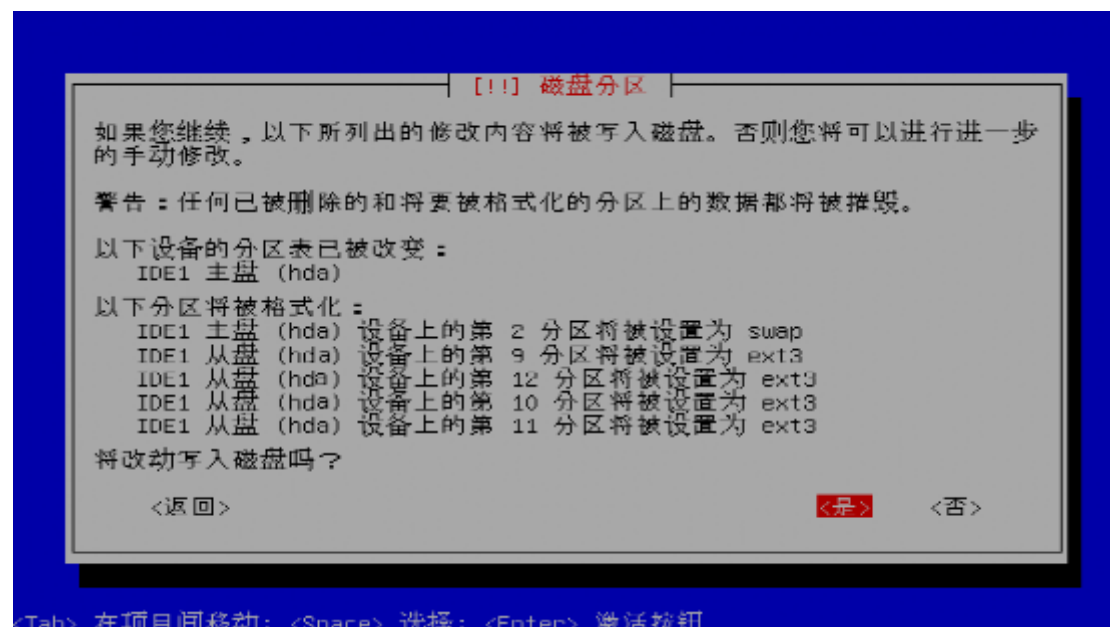 [!!] 磁盘分区
如果您继续，以下所列出的修改内容将被写入磁盘。否则您将可以进行进一步
的手动修改。
警告：任何已被删除的和将要被格式化的分区上的数据都将被摧毁。
以下设备的分区表已被改变：
IDE1 主盘 (hda)
以下分区将被格式化：
IDE1 主盘 (hda) 设备上的第 2 分区将被设置为 swap
IDE1 从盘 (hda) 设备上的第 9 分区将被设置为 ext3
IDE1 从盘 (hda) 设备上的第 12 分区将被设置为 ext3
IDE1 从盘 (hda) 设备上的第 10 分区将被设置为 ext3
IDE1 从盘 (hda) 设备上的第 11 分区将被设置为 ext3
将改动写入磁盘吗？
<返回> <是> <否>
<Tab> 在项目间移动; <Space> 选择; <Enter> 激活按钮